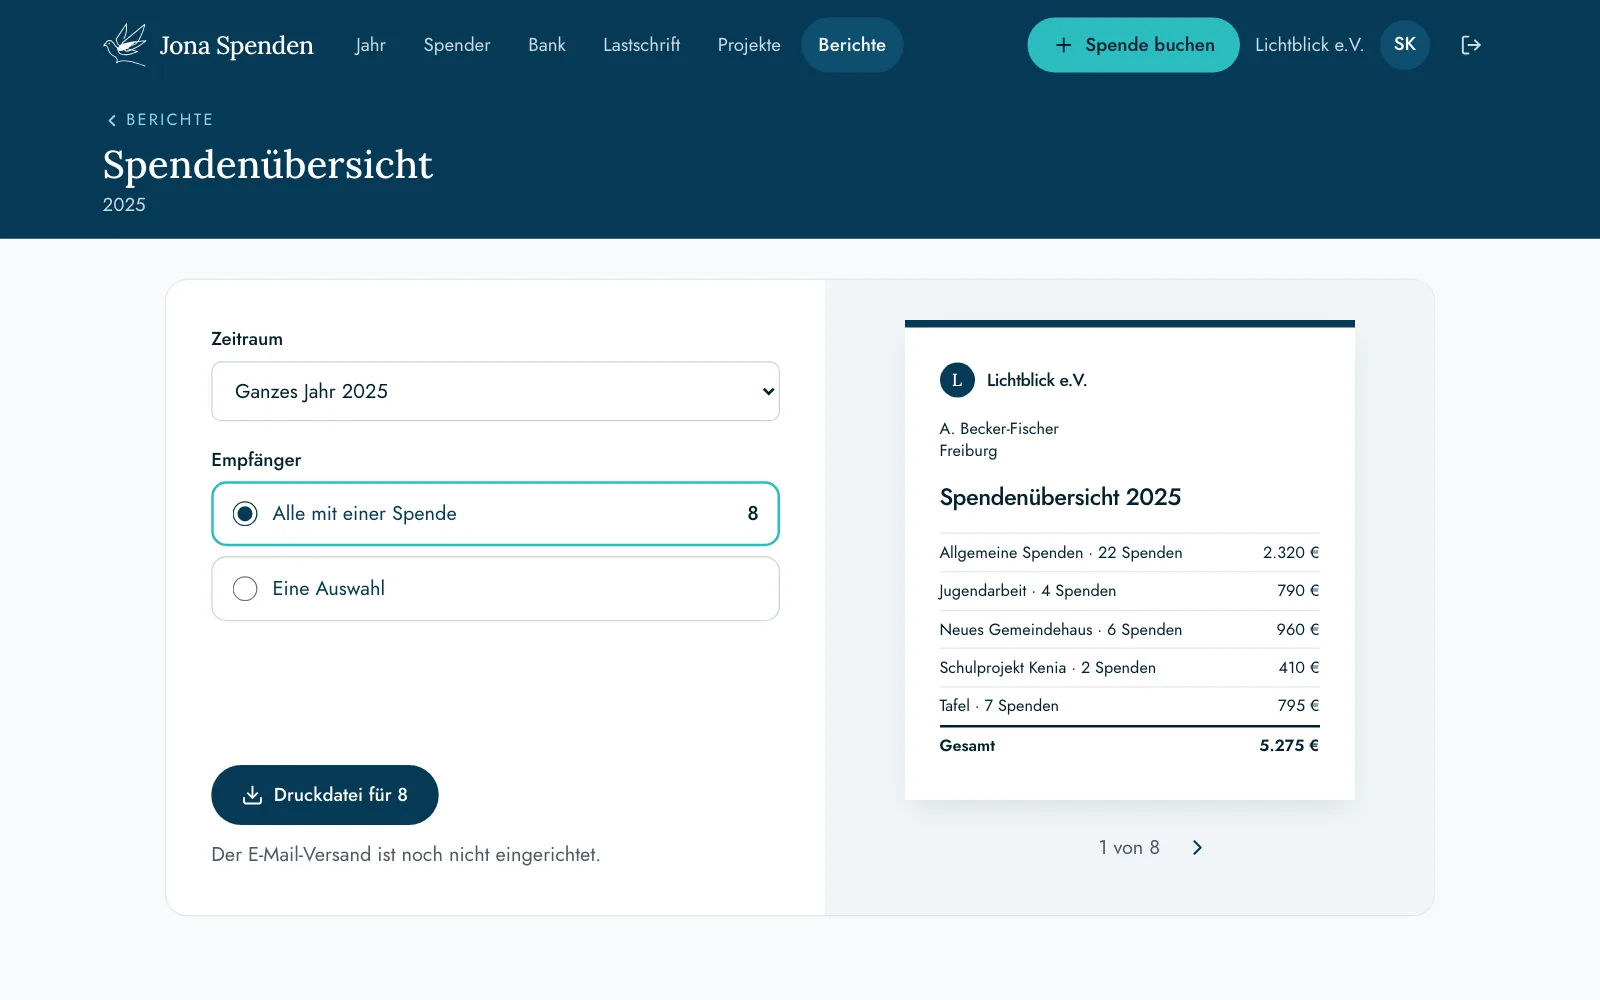 Jona Spenden
Jahr
Spender
Bank
Lastschrift
Projekte
Berichte
Spende buchen
Lichtblick e.V.
SK
BERICHTE
Spendenübersicht
2025
Zeitraum
Ganzes Jahr 2025
Empfänger
Alle mit einer Spende 8
Eine Auswahl
Druckdatei für 8
Der E-Mail-Versand ist noch nicht eingerichtet.
L Lichtblick e.V.
A. Becker-Fischer
Freiburg
Spendenübersicht 2025
Allgemeine Spenden · 22 Spenden 2.320 €
Jugendarbeit · 4 Spenden 790 €
Neues Gemeindehaus · 6 Spenden 960 €
Schulprojekt Kenia · 2 Spenden 410 €
Tafel · 7 Spenden 795 €
Gesamt 5.275 €
1 von 8